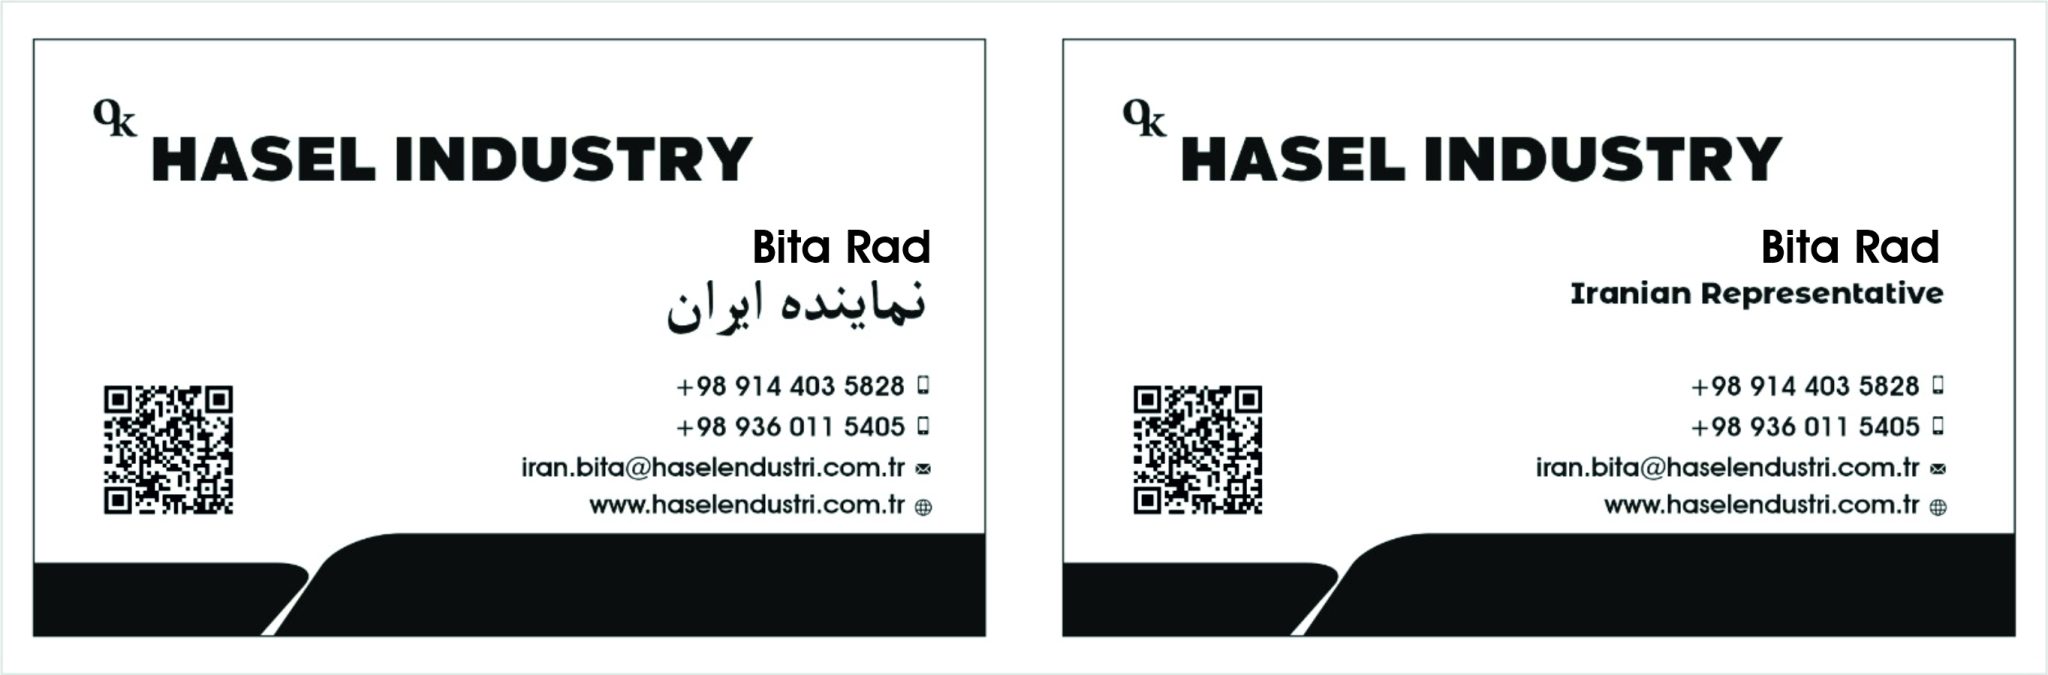 ok
HASEL INDUSTRY
Bita Rad
نماینده ایران
+98 914 403 5828
+98 936 011 5405
iran.bita@haselendustri.com.tr
www.haselendustri.com.tr
ok
HASEL INDUSTRY
Bita Rad
Iranian Representative
+98 914 403 5828
+98 936 011 5405
iran.bita@haselendustri.com.tr
www.haselendustri.com.tr